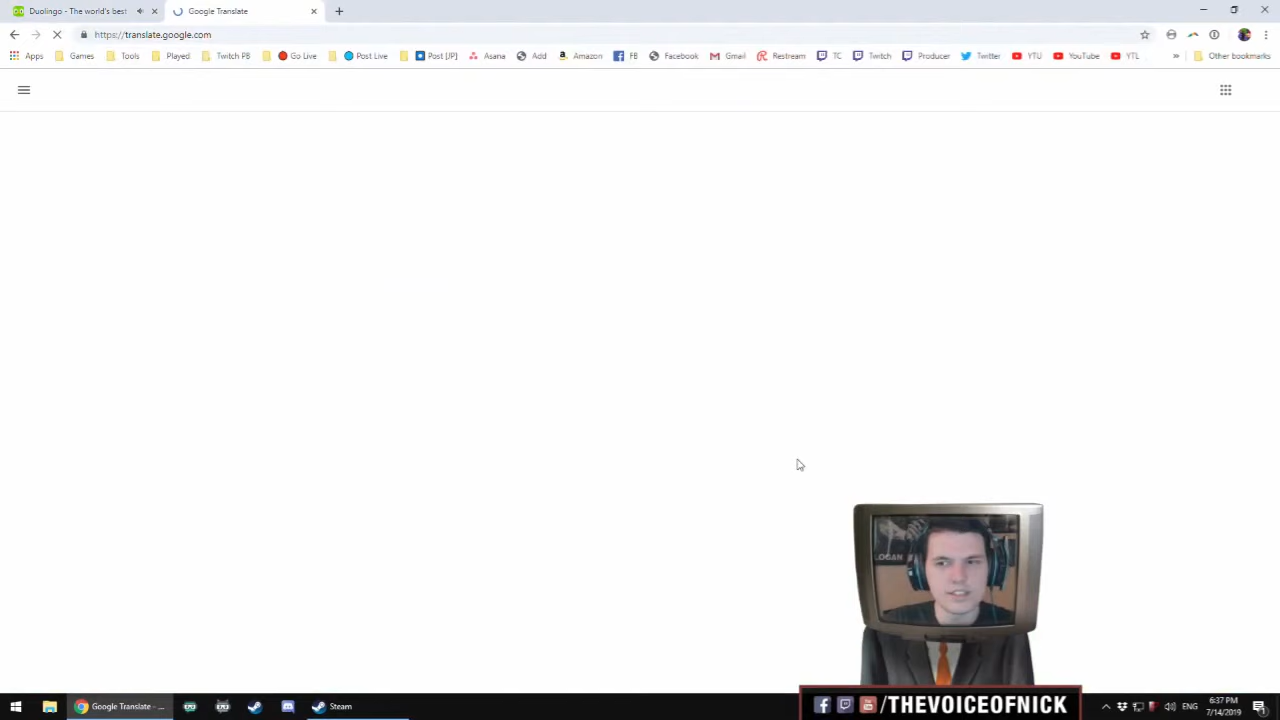 Duolingo - The world's best
Google Translate
https://translate.google.com
Apps Games Tools Played Twitch PB Go Live Post Live Post [JP] Asana Add Amazon FB Facebook Gmail Restream TC Twitch Producer Twitter YTU YouTube YTL » Other bookmarks
LOGAN
/THEVOICEOFNICK
Google Translate - ...
Steam
ENG
6:37 PM
7/14/2019